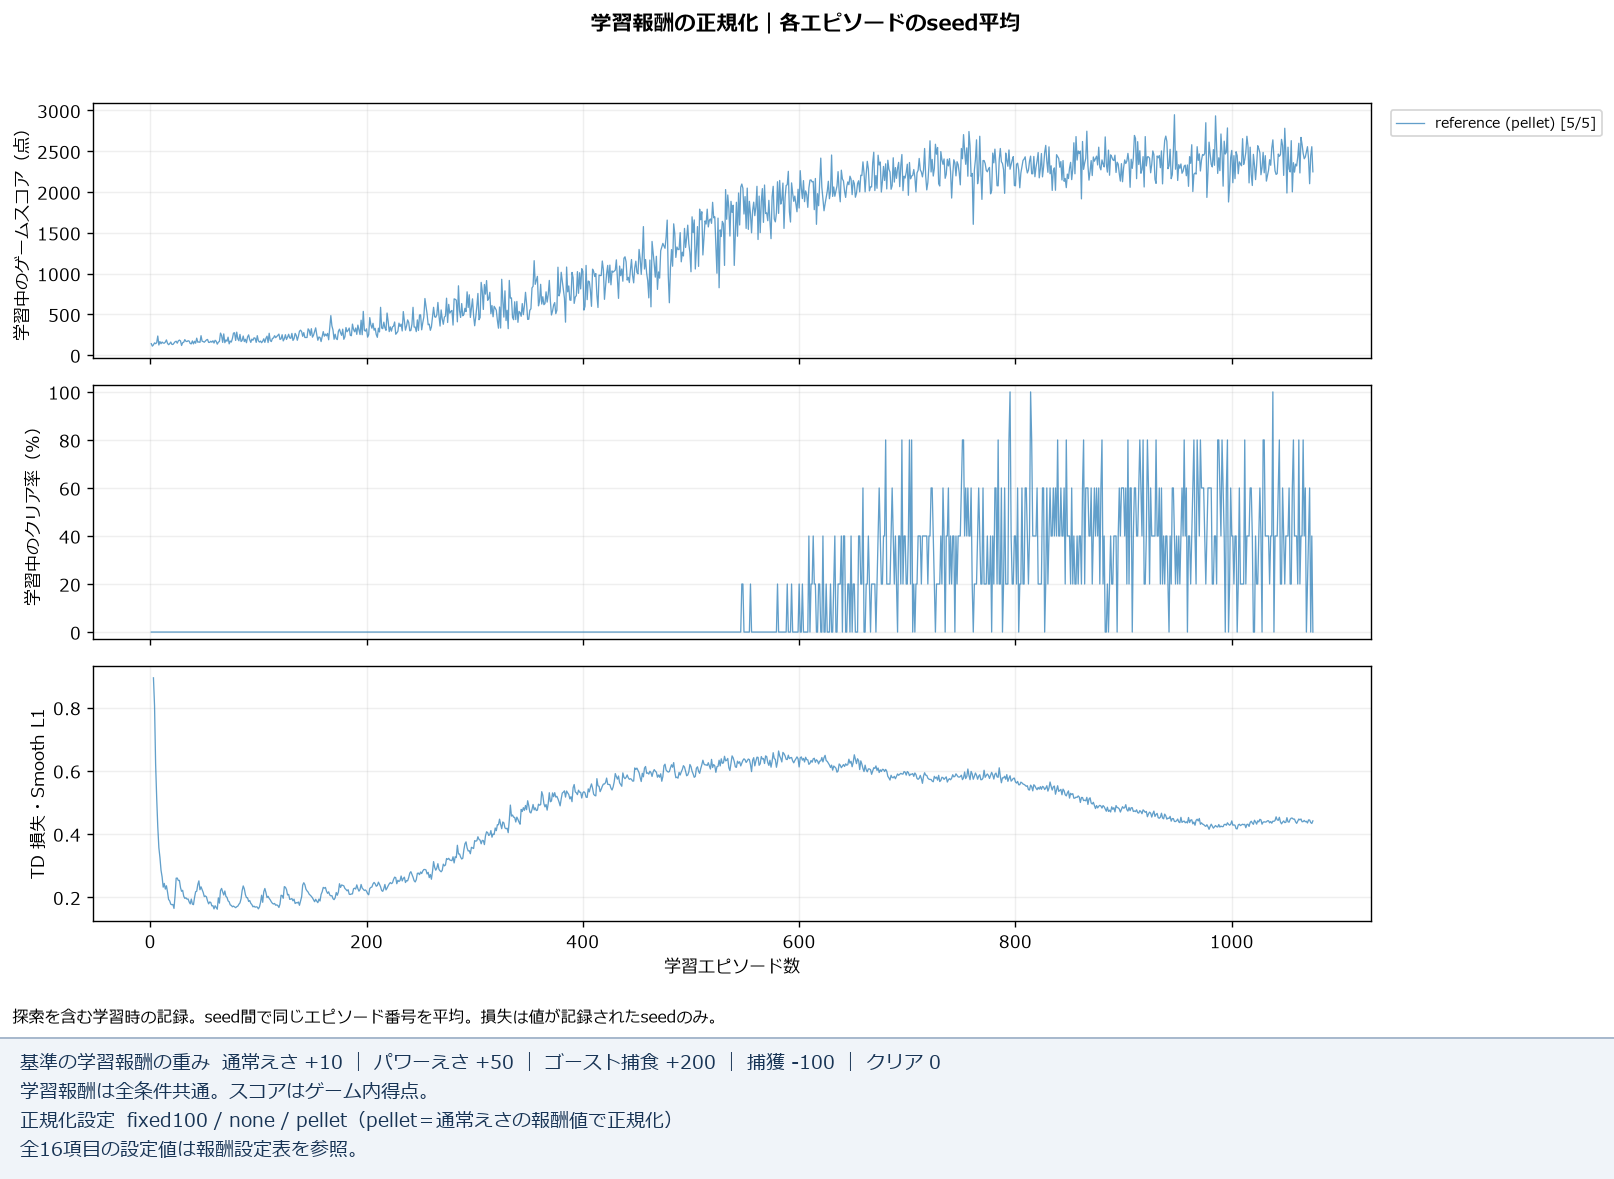 学習報酬の正規化｜各エピソードのseed平均
reference (pellet) [5/5]
学習中のゲームスコア（点）
3000
2500
2000
1500
1000
500
0
学習中のクリア率（%）
100
80
60
40
20
0
TD 損失・Smooth L1
0.8
0.6
0.4
0.2
0 200 400 600 800 1000
学習エピソード数
探索を含む学習時の記録。seed間で同じエピソード番号を平均。損失は値が記録されたseedのみ。
基準の学習報酬の重み 通常えさ +10 ｜ パワーえさ +50 ｜ ゴースト捕食 +200 ｜ 捕獲 -100 ｜ クリア 0
学習報酬は全条件共通。スコアはゲーム内得点。
正規化設定 fixed100 / none / pellet（pellet＝通常えさの報酬値で正規化）
全16項目の設定値は報酬設定表を参照。